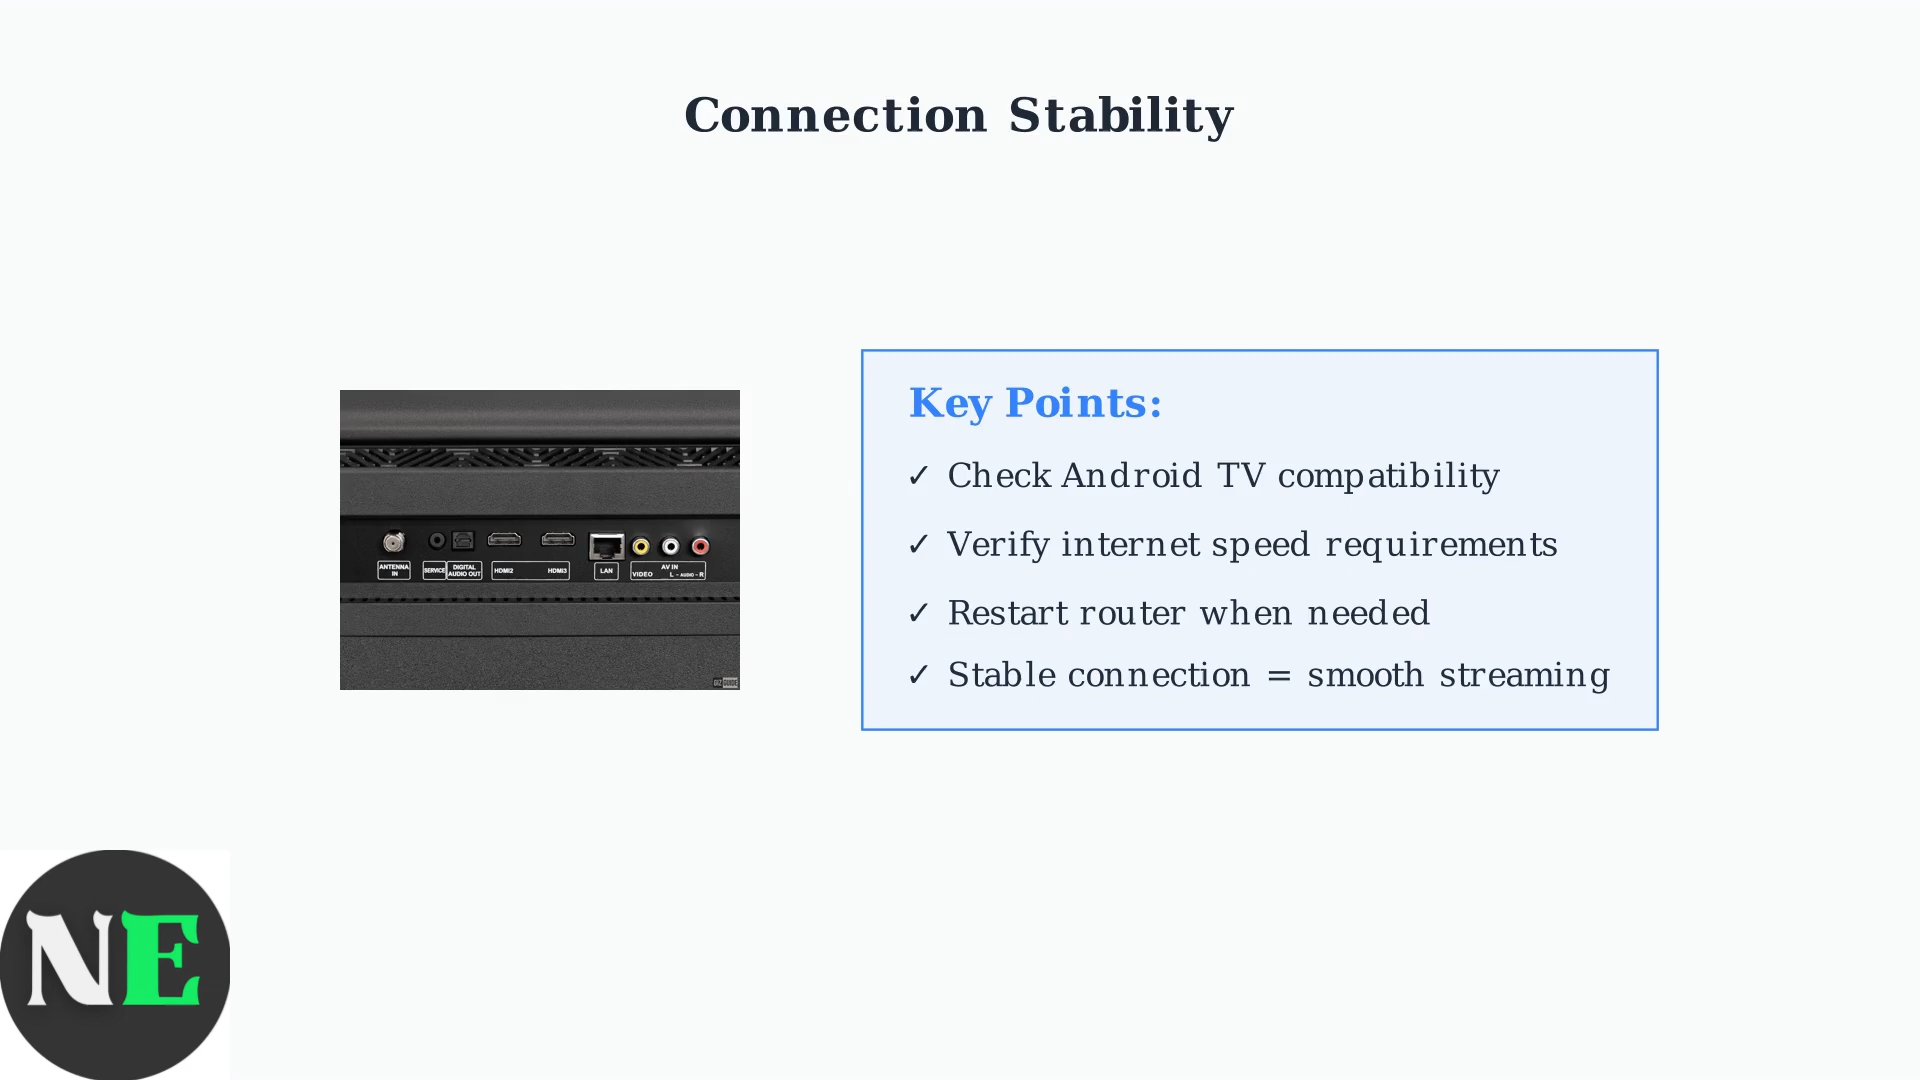 Connection Stability
Key Points:
✓ Check Android TV compatibility
✓ Verify internet speed requirements
✓ Restart router when needed
✓ Stable connection = smooth streaming
ANTENNA
IN
SERVICE
DIGITAL
AUDIO OUT
HDMI2
HDMI3
LAN
AV IN
VIDEO L – AUDIO – R
NE